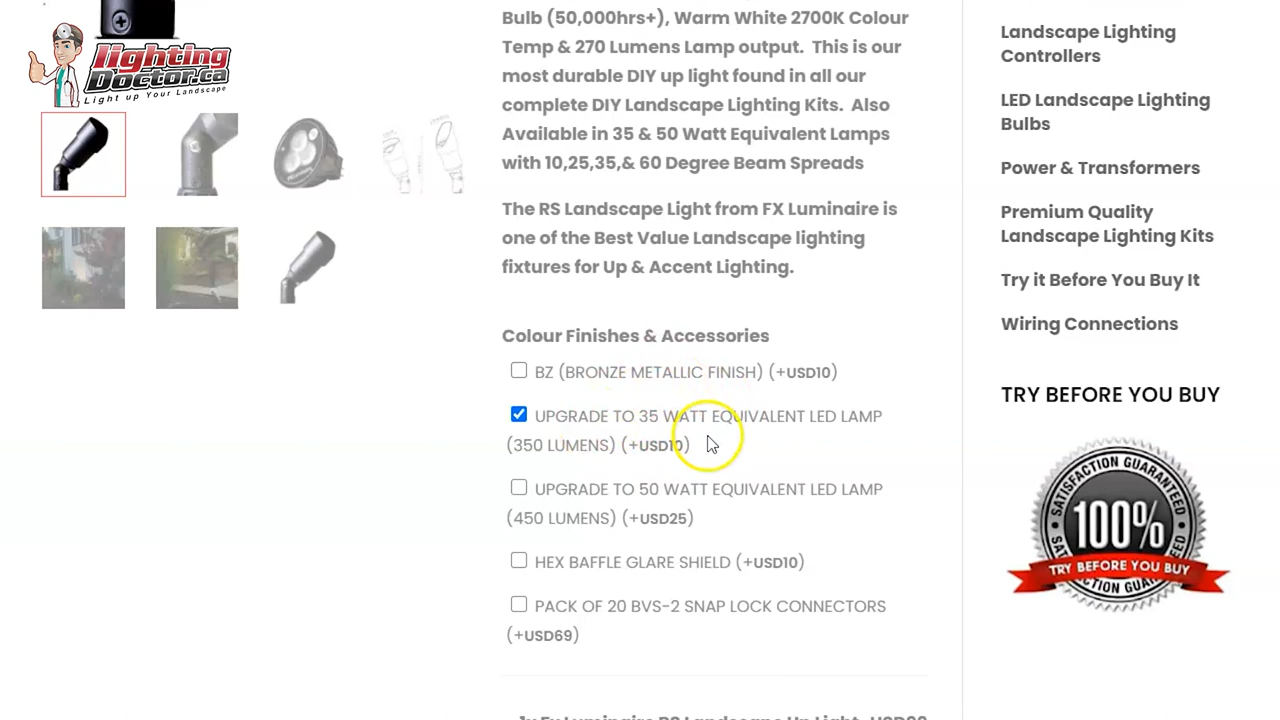 lighting
Doctor.ca
Light up Your Landscape
Bulb (50,000hrs+), Warm White 2700K Colour
Temp & 270 Lumens Lamp output.  This is our
most durable DIY up light found in all our
complete DIY Landscape Lighting Kits.  Also
Available in 35 & 50 Watt Equivalent Lamps
with 10,25,35,& 60 Degree Beam Spreads
The RS Landscape Light from FX Luminaire is
one of the Best Value Landscape lighting
fixtures for Up & Accent Lighting.
Colour Finishes & Accessories
BZ (BRONZE METALLIC FINISH) (+USD10)
UPGRADE TO 35 WATT EQUIVALENT LED LAMP
(350 LUMENS) (+USD10)
UPGRADE TO 50 WATT EQUIVALENT LED LAMP
(450 LUMENS) (+USD25)
HEX BAFFLE GLARE SHIELD (+USD10)
PACK OF 20 BVS-2 SNAP LOCK CONNECTORS
(+USD69)
Landscape Lighting
Controllers
LED Landscape Lighting
Bulbs
Power & Transformers
Premium Quality
Landscape Lighting Kits
Try it Before You Buy It
Wiring Connections
TRY BEFORE YOU BUY
SATISFACTION GUARANTEED
100%
TRY BEFORE YOU BUY